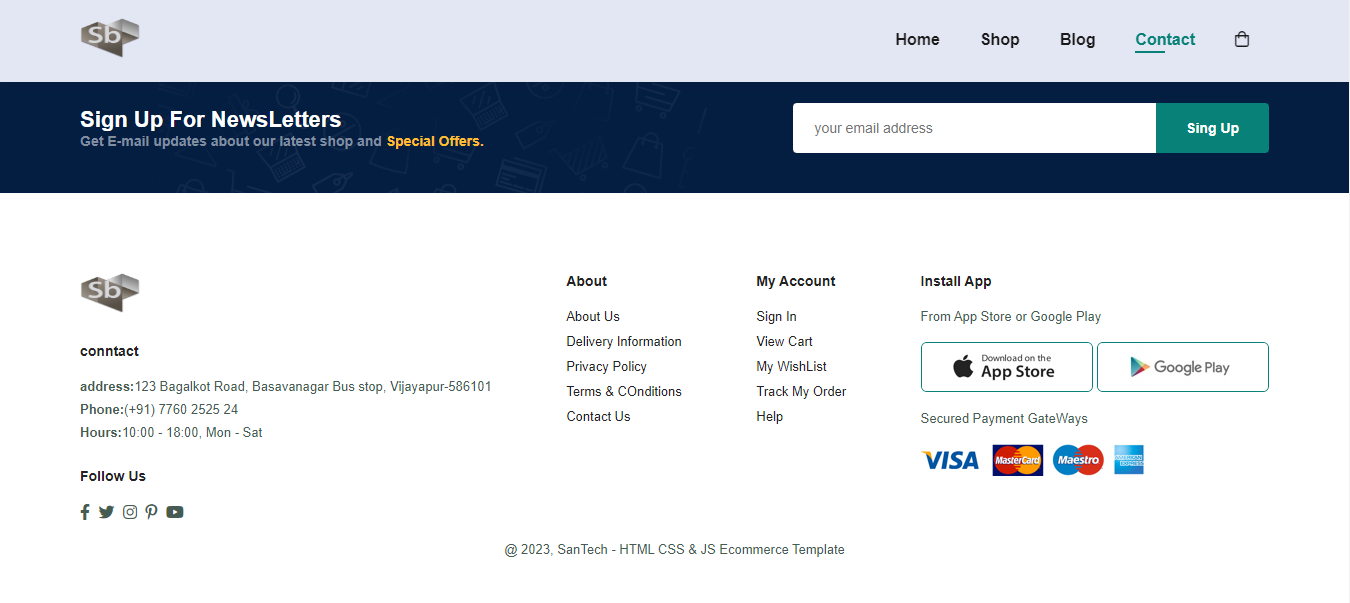 Sb
Home Shop Blog Contact
Sign Up For NewsLetters
Get E-mail updates about our latest shop and Special Offers.
your email address
Sing Up
Sb
conntact
address:123 Bagalkot Road, Basavanagar Bus stop, Vijayapur-586101
Phone:(+91) 7760 2525 24
Hours:10:00 - 18:00, Mon - Sat
Follow Us
About
About Us
Delivery Information
Privacy Policy
Terms & COnditions
Contact Us
My Account
Sign In
View Cart
My WishList
Track My Order
Help
Install App
From App Store or Google Play
Download on the
App Store
Google Play
Secured Payment GateWays
VISA MasterCard Maestro
AMERICAN
EXPRESS
@ 2023, SanTech - HTML CSS & JS Ecommerce Template